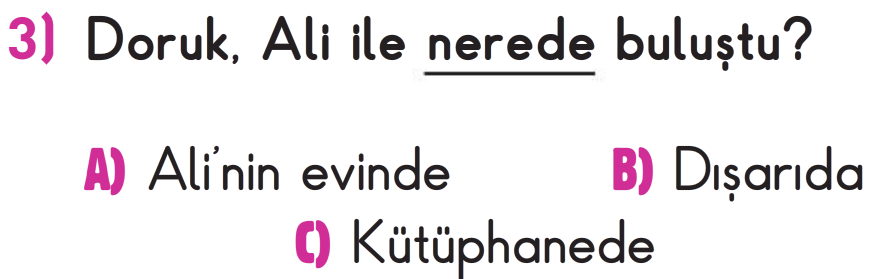 3) Doruk, Ali ile nerede buluştu?
A) Ali'nin evinde B) Dışarıda
C) Kütüphanede